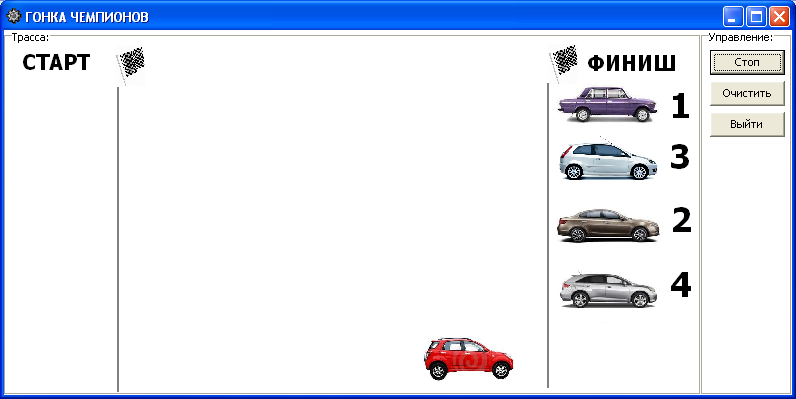 ГОНКА ЧЕМПИОНОВ
Трасса:
Управление:
СТАРТ
ФИНИШ
Стоп
Очистить
Выйти
1
3
2
4